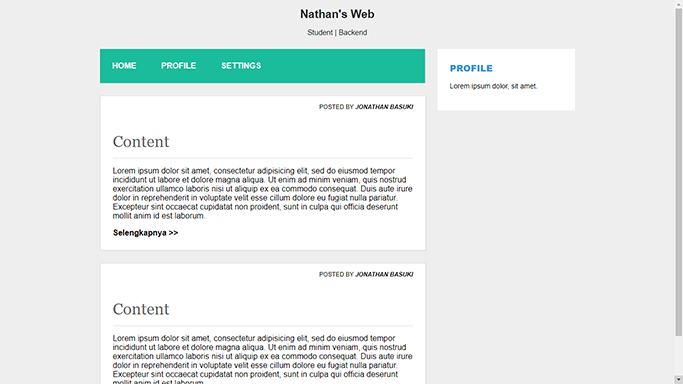 Nathan's Web
Student | Backend
HOME PROFILE SETTINGS
PROFILE
Lorem ipsum dolor, sit amet.
POSTED BY JONATHAN BASUKI
Content
Lorem ipsum dolor sit amet, consectetur adipisicing elit, sed do eiusmod tempor
incididunt ut labore et dolore magna aliqua. Ut enim ad minim veniam, quis nostrud
exercitation ullamco laboris nisi ut aliquip ex ea commodo consequat. Duis aute irure
dolor in reprehenderit in voluptate velit esse cillum dolore eu fugiat nulla pariatur.
Excepteur sint occaecat cupidatat non proident, sunt in culpa qui officia deserunt
mollit anim id est laborum.
Selengkapnya >>
POSTED BY JONATHAN BASUKI
Content
Lorem ipsum dolor sit amet, consectetur adipisicing elit, sed do eiusmod tempor
incididunt ut labore et dolore magna aliqua. Ut enim ad minim veniam, quis nostrud
exercitation ullamco laboris nisi ut aliquip ex ea commodo consequat. Duis aute irure
dolor in reprehenderit in voluptate velit esse cillum dolore eu fugiat nulla pariatur.
Excepteur sint occaecat cupidatat non proident, sunt in culpa qui officia deserunt
mollit anim id est laborum.